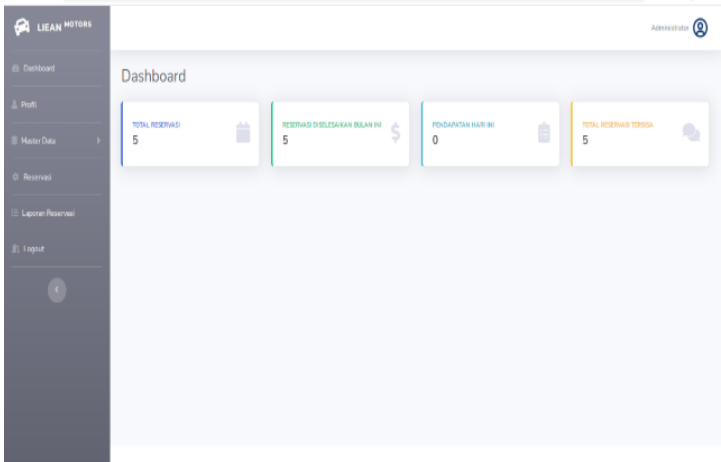 LIEAN MOTORS
Administrator
Dashboard
Profil
Master Data
Reservasi
Laporan Reservasi
Logout
Dashboard
TOTAL RESERVASI
5
RESERVASI DISELESAIKAN BULAN INI
5
PENDAPATAN HARI INI
0
TOTAL RESERVASI TERSISA
5